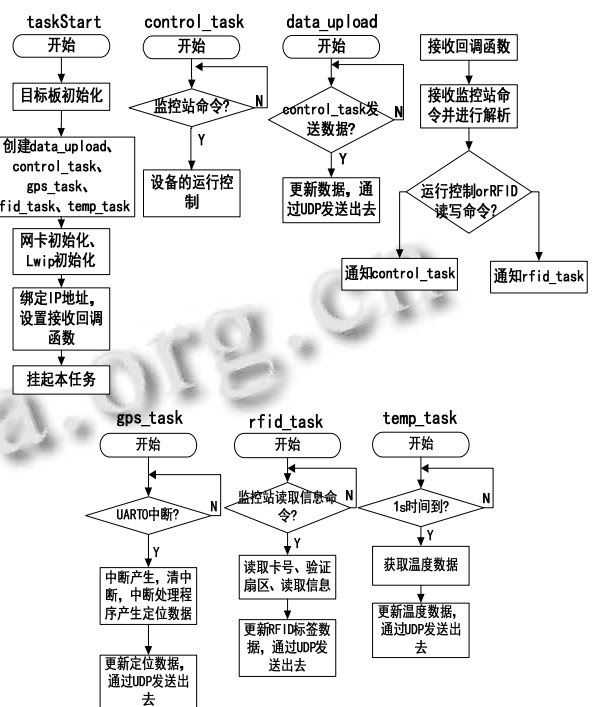 taskStart
开始
目标板初始化
创建data_upload、
control_task、
gps_task、
fid_task、temp_task
网卡初始化、
Lwip初始化
绑定IP地址，
设置接收回调
函数
挂起本任务
control_task
开始
监控站命令?
N
Y
设备的运行控
制
data_upload
开始
control_task发
送数据?
N
Y
更新数据，通
过UDP发送出去
接收回调函数
接收监控站命
令并进行解析
运行控制orRFID
读写命令?
通知control_task
通知rfid_task
gps_task
开始
UART0中断?
N
Y
中断产生，清中
断，中断处理程
序产生定位数据
更新定位数据，
通过UDP发送出
去
rfid_task
开始
监控站读取信息命
令?
N
Y
读取卡号、验证
扇区、读取信息
更新RFID标签数
据，通过UDP发
送出去
temp_task
开始
1s时间到?
N
Y
获取温度数据
更新温度数据，
通过UDP发送出
去
a.org.cn